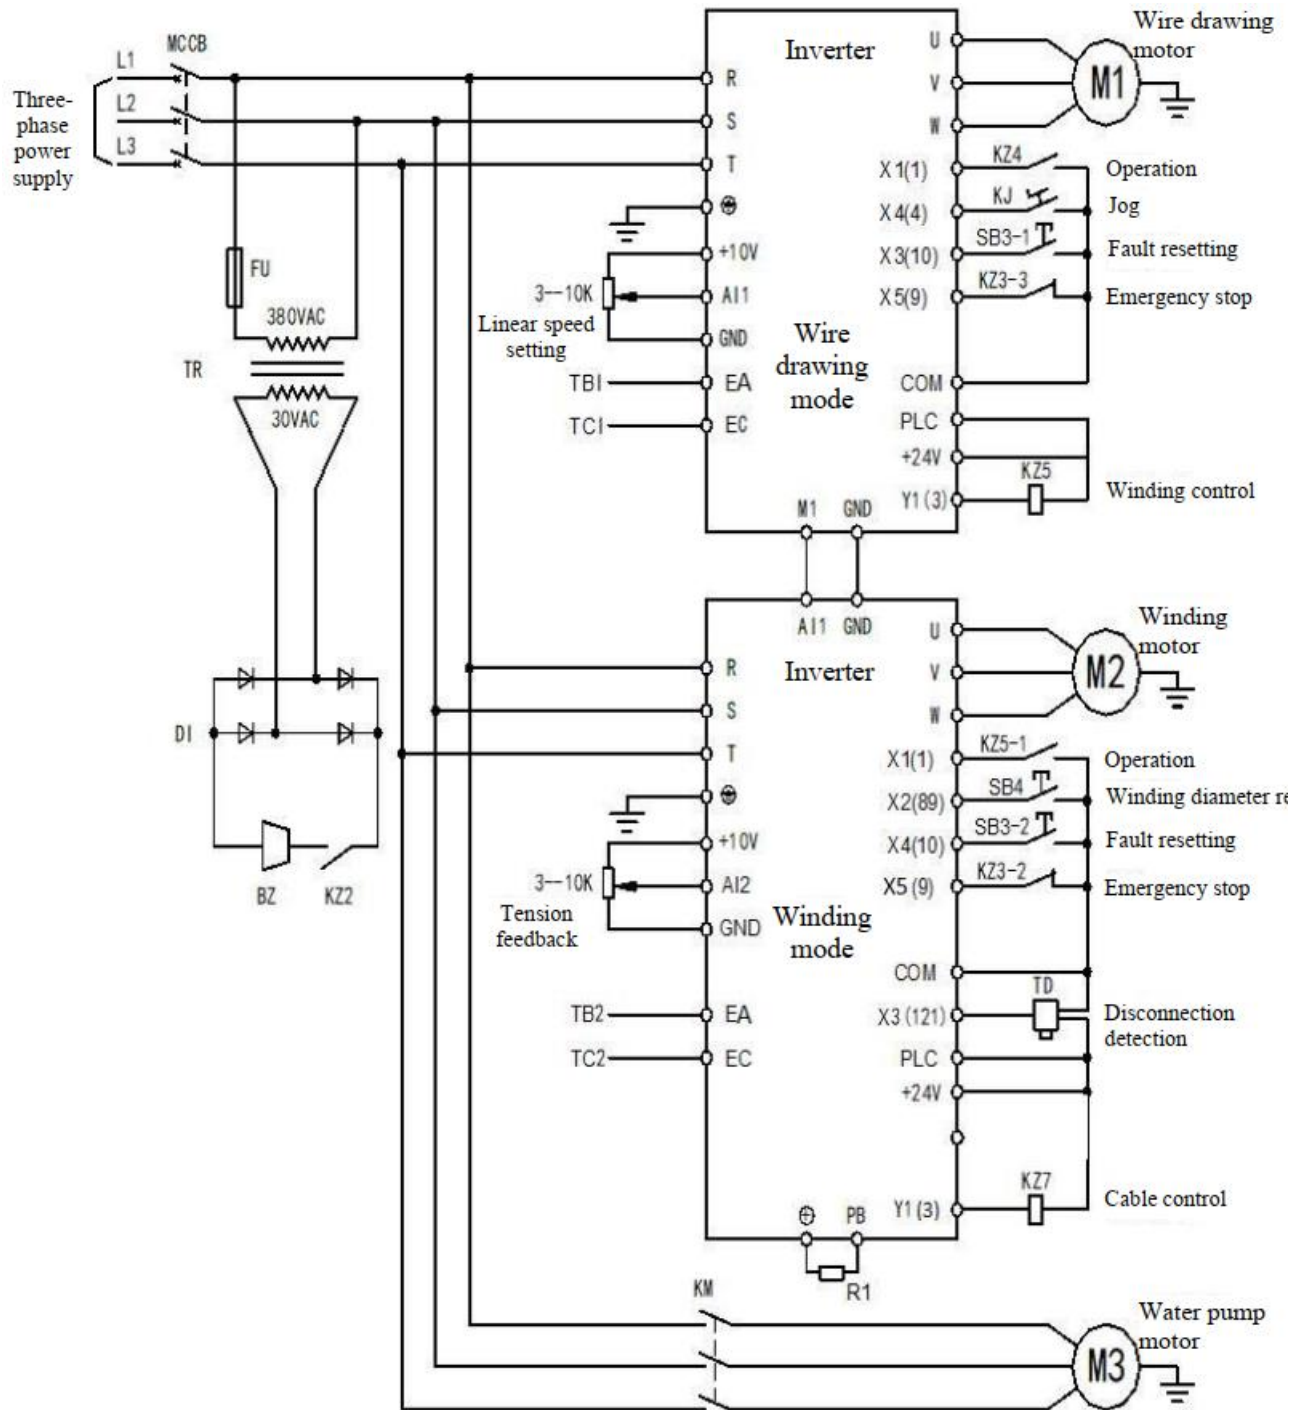 Three-
phase
power
supply
L1
L2
L3
MCCB
FU
380VAC
TR
30VAC
DI
BZ
KZ2
Inverter
R
S
T
+10V
AI1
GND
EA
EC
3--10K
Linear speed
setting
TB1
TC1
Wire
drawing
mode
U
V
W
X1(1)
X4(4)
X3(10)
X5(9)
COM
PLC
+24V
Y1(3)
M1
GND
Wire drawing
motor
M1
KZ4
Operation
KJ
Jog
SB3-1
Fault resetting
KZ3-3
Emergency stop
KZ5
Winding control
AI1
GND
Inverter
R
S
T
+10V
AI2
GND
EA
EC
3--10K
Tension
feedback
TB2
TC2
Winding
mode
U
V
W
X1(1)
X2(89)
X4(10)
X5(9)
COM
X3(121)
PLC
+24V
Y1(3)
PB
R1
Winding
motor
M2
KZ5-1
Operation
SB4
Winding diameter re
SB3-2
Fault resetting
KZ3-2
Emergency stop
TD
Disconnection
detection
KZ7
Cable control
KM
Water pump
motor
M3